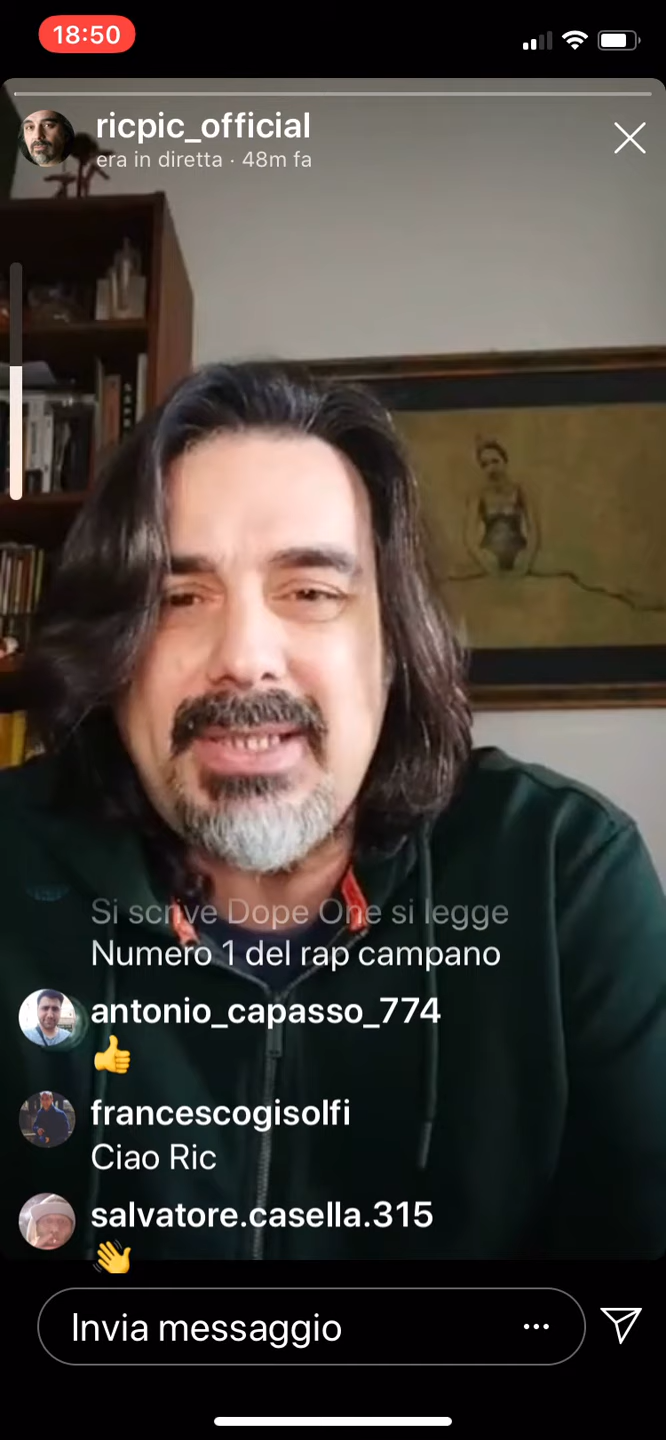 18:50
ricpic_official
era in diretta · 48m fa
Si scrive Dope One si legge
Numero 1 del rap campano
antonio_capasso_774
👍
francescogisolfi
Ciao Ric
salvatore.casella.315
👋
Invia messaggio